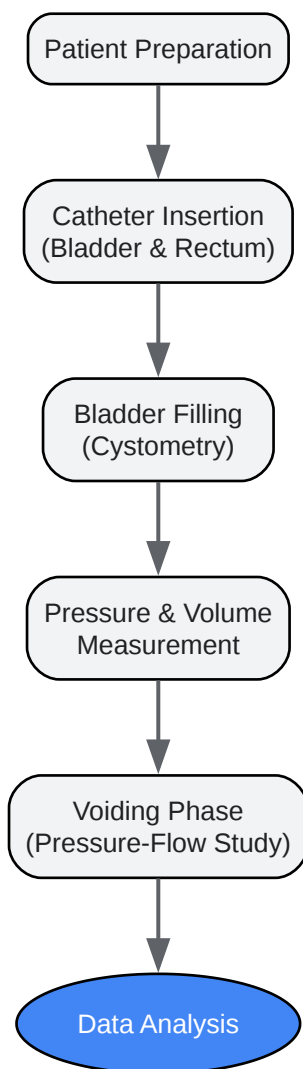 Patient Preparation
Catheter Insertion
(Bladder & Rectum)
Bladder Filling
(Cystometry)
Pressure & Volume
Measurement
Voiding Phase
(Pressure-Flow Study)
Data Analysis